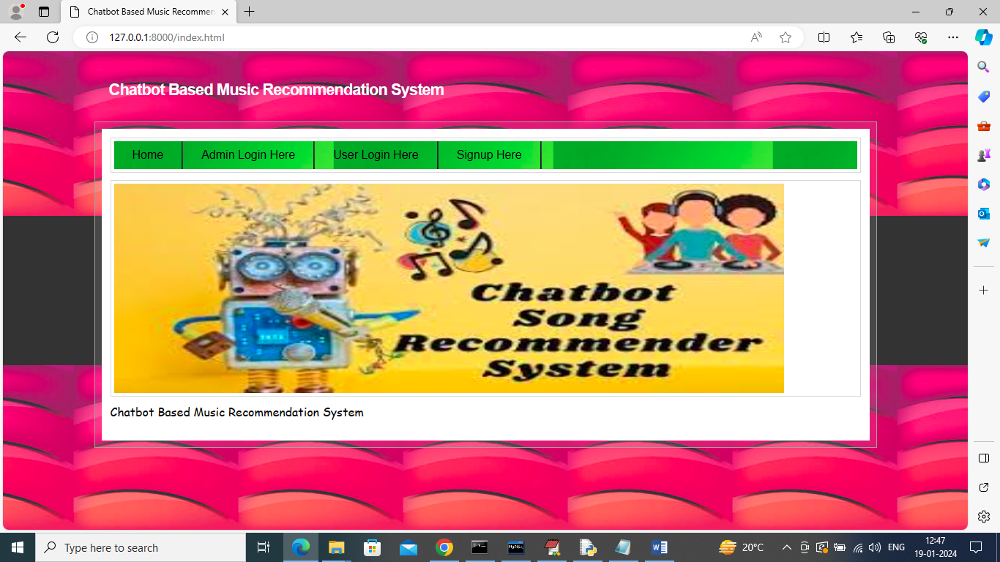 Chatbot Based Music Recommen
127.0.0.1:8000/index.html
Chatbot Based Music Recommendation System
Home
Admin Login Here
User Login Here
Signup Here
Chatbot
Song
Recommender
System
Chatbot Based Music Recommendation System
Type here to search
20°C
ENG
12:47
19-01-2024